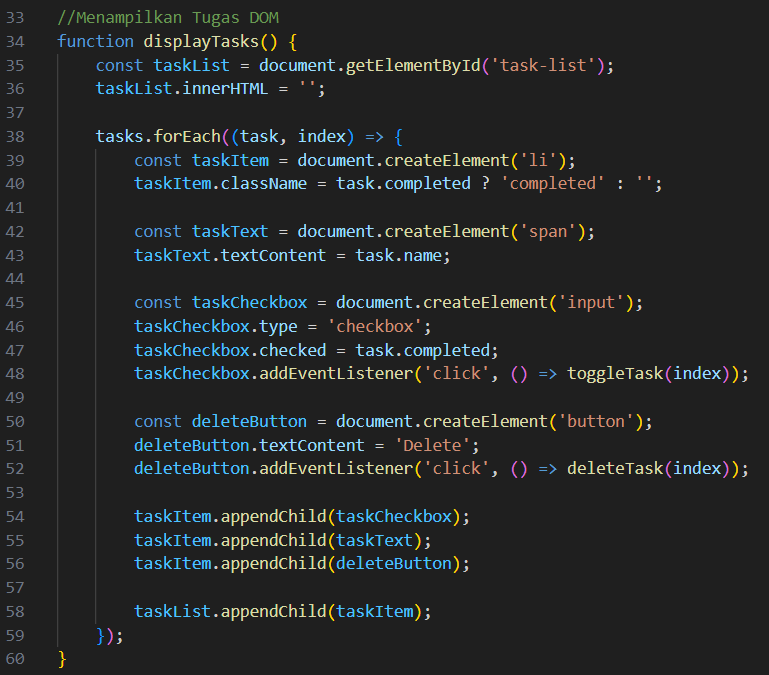 33 //Menampilkan Tugas DOM
34 function displayTasks() {
35     const taskList = document.getElementById('task-list');
36     taskList.innerHTML = '';
37
38     tasks.forEach((task, index) => {
39         const taskItem = document.createElement('li');
40         taskItem.className = task.completed ? 'completed' : '';
41
42         const taskText = document.createElement('span');
43         taskText.textContent = task.name;
44
45         const taskCheckbox = document.createElement('input');
46         taskCheckbox.type = 'checkbox';
47         taskCheckbox.checked = task.completed;
48         taskCheckbox.addEventListener('click', () => toggleTask(index));
49
50         const deleteButton = document.createElement('button');
51         deleteButton.textContent = 'Delete';
52         deleteButton.addEventListener('click', () => deleteTask(index));
53
54         taskItem.appendChild(taskCheckbox);
55         taskItem.appendChild(taskText);
56         taskItem.appendChild(deleteButton);
57
58         taskList.appendChild(taskItem);
59     });
60 }